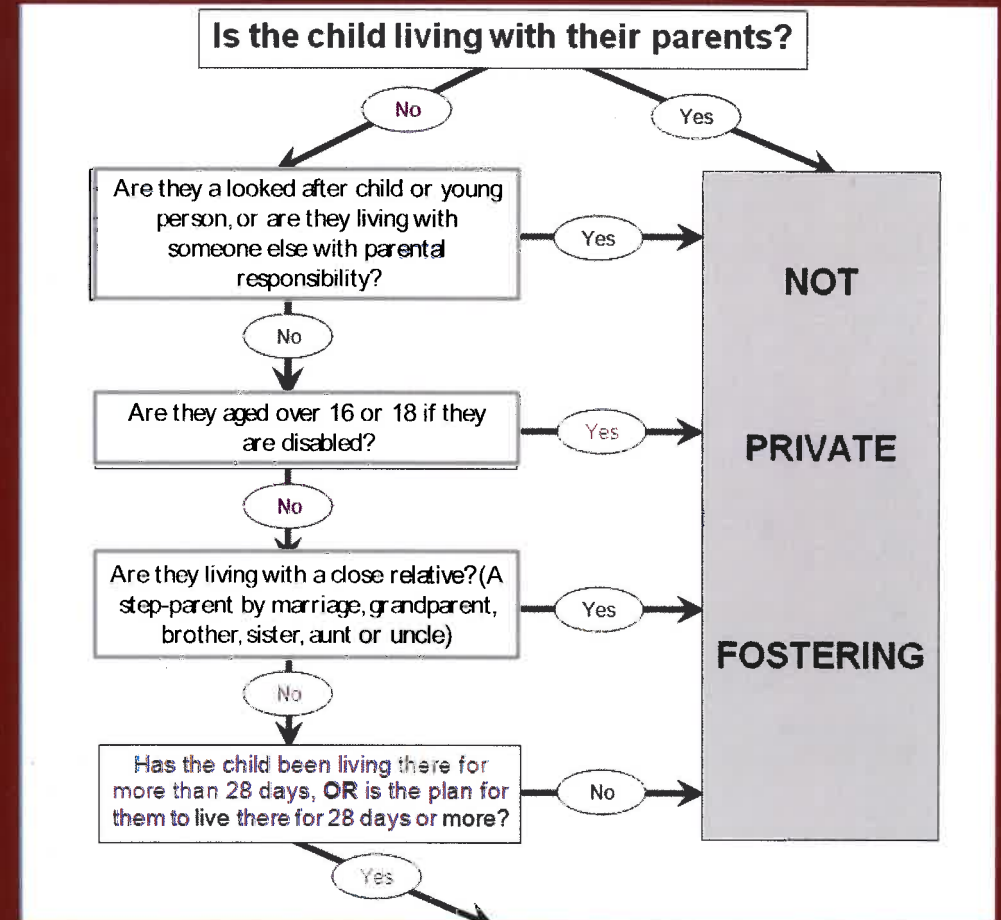 Is the child living with their parents?
No
Yes
Are they a looked after child or young
person, or are they living with
someone else with parental
responsibility?
Yes
NOT
No
Are they aged over 16 or 18 if they
are disabled?
Yes
PRIVATE
No
Are they living with a close relative?(A
step-parent by marriage, grandparent,
brother, sister, aunt or uncle)
Yes
FOSTERING
No
Has the child been living there for
more than 28 days, OR is the plan for
them to live there for 28 days or more?
No
Yes